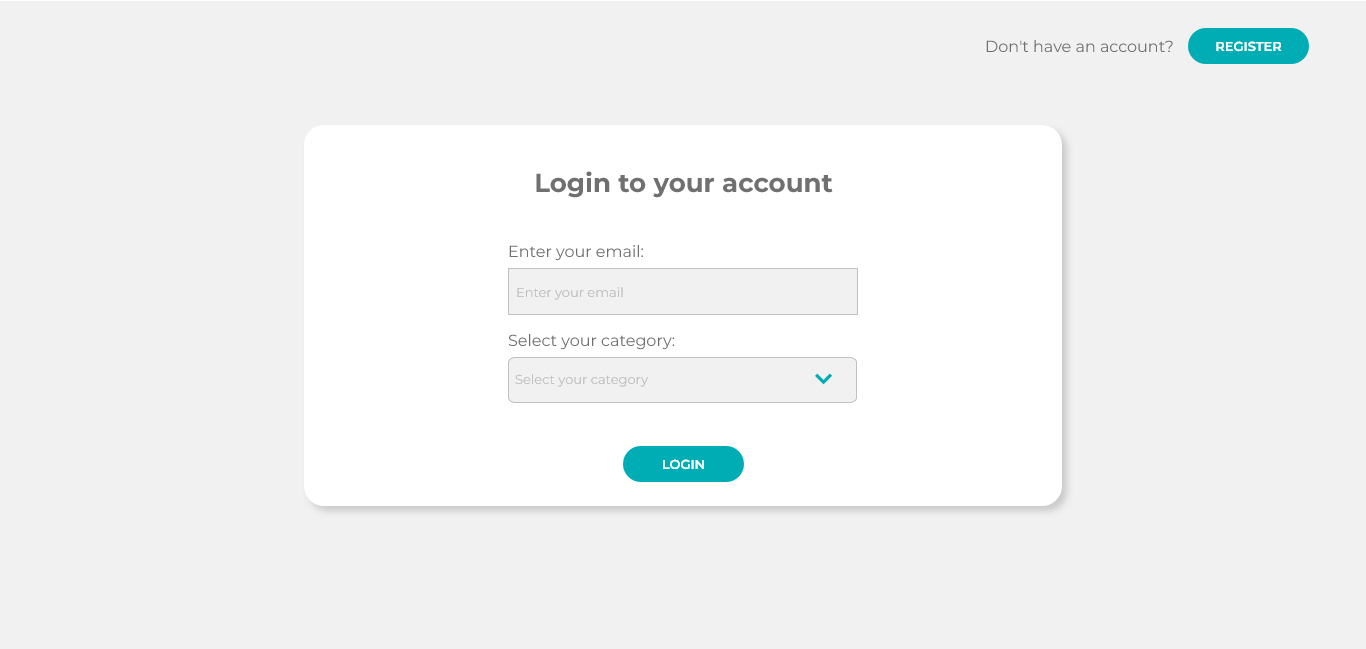 Don't have an account?
REGISTER
Login to your account
Enter your email:
Enter your email
Select your category:
Select your category
LOGIN